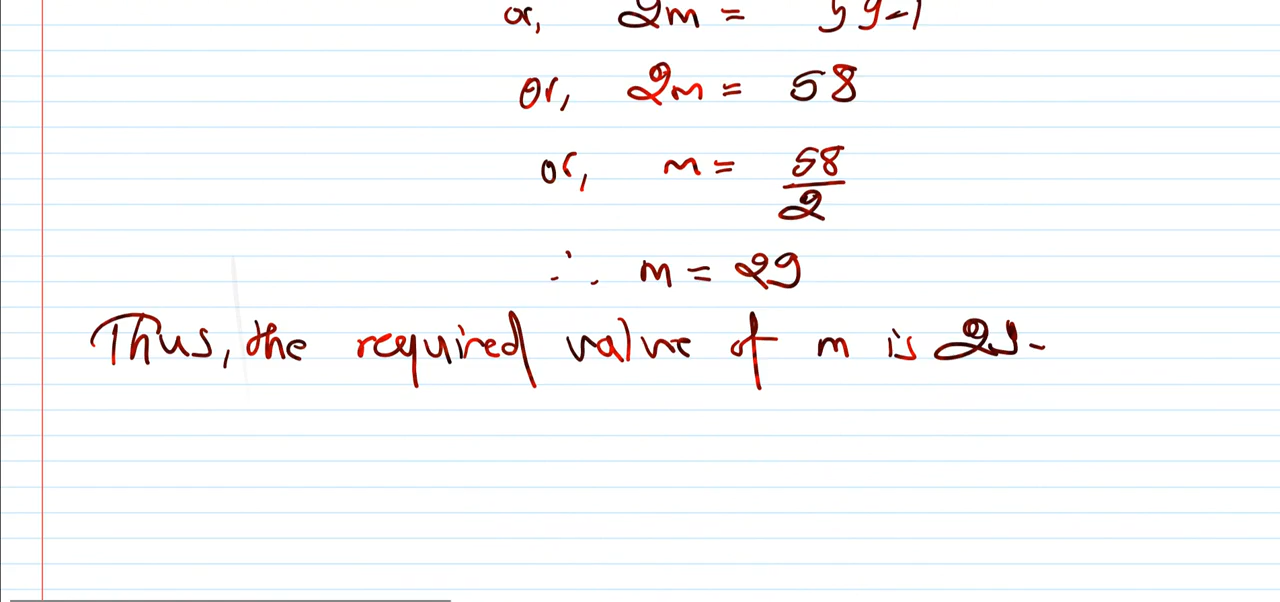 or, 2m = 59-1
or, 2m = 58
or, m = 58/2
∴ m = 29
Thus, the required value of m is 29.